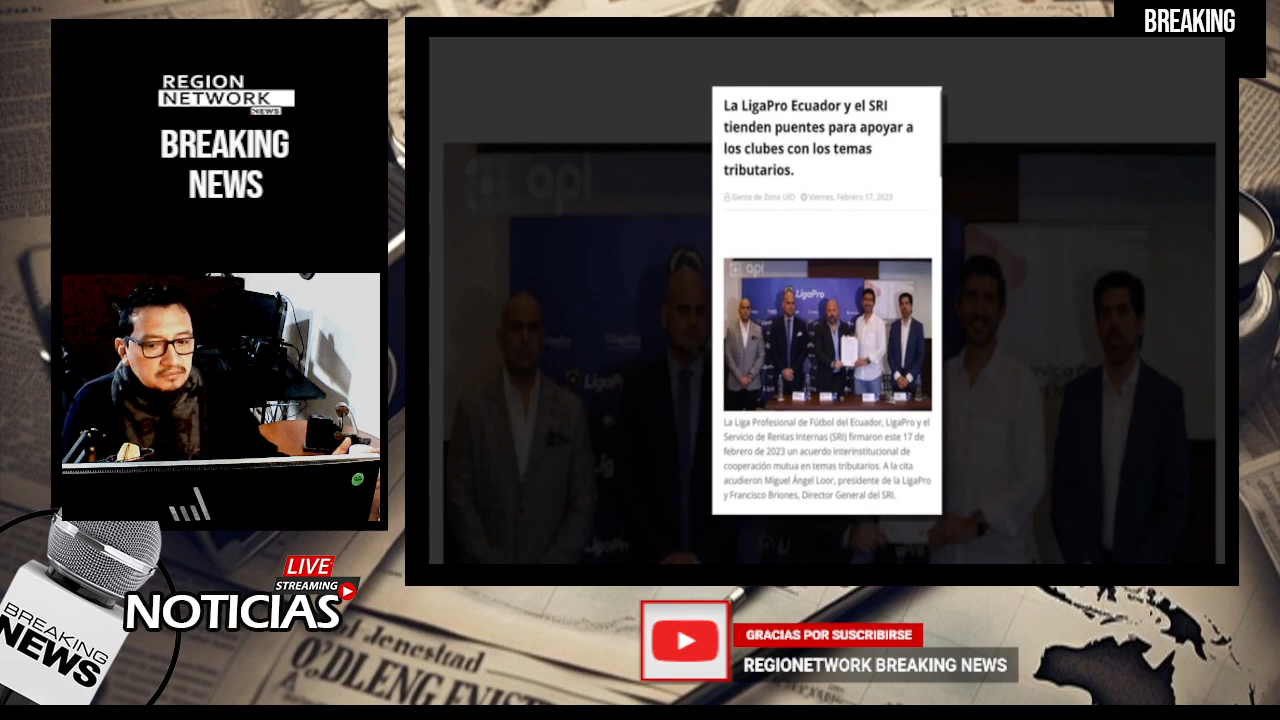 BREAKING
REGION
NETWORK
NEWS
BREAKING
NEWS
La LigaPro Ecuador y el SRI
tienden puentes para apoyar a
los clubes con los temas
tributarios.
Gente de Zona UIO Viernes, Febrero 17, 2023
api
LigaPro
La Liga Profesional de Fútbol del Ecuador, LigaPro y el
Servicio de Rentas Internas (SRI) firmaron este 17 de
febrero de 2023 un acuerdo interinstitucional de
cooperación mutua en temas tributarios. A la cita
acudieron Miguel Ángel Loor, presidente de la LigaPro
y Francisco Briones, Director General del SRI.
api
LigaPro
LigaPro
LIVE
STREAMING
NOTICIAS
BREAKING
NEWS
GRACIAS POR SUSCRIBIRSE
REGIONETWORK BREAKING NEWS